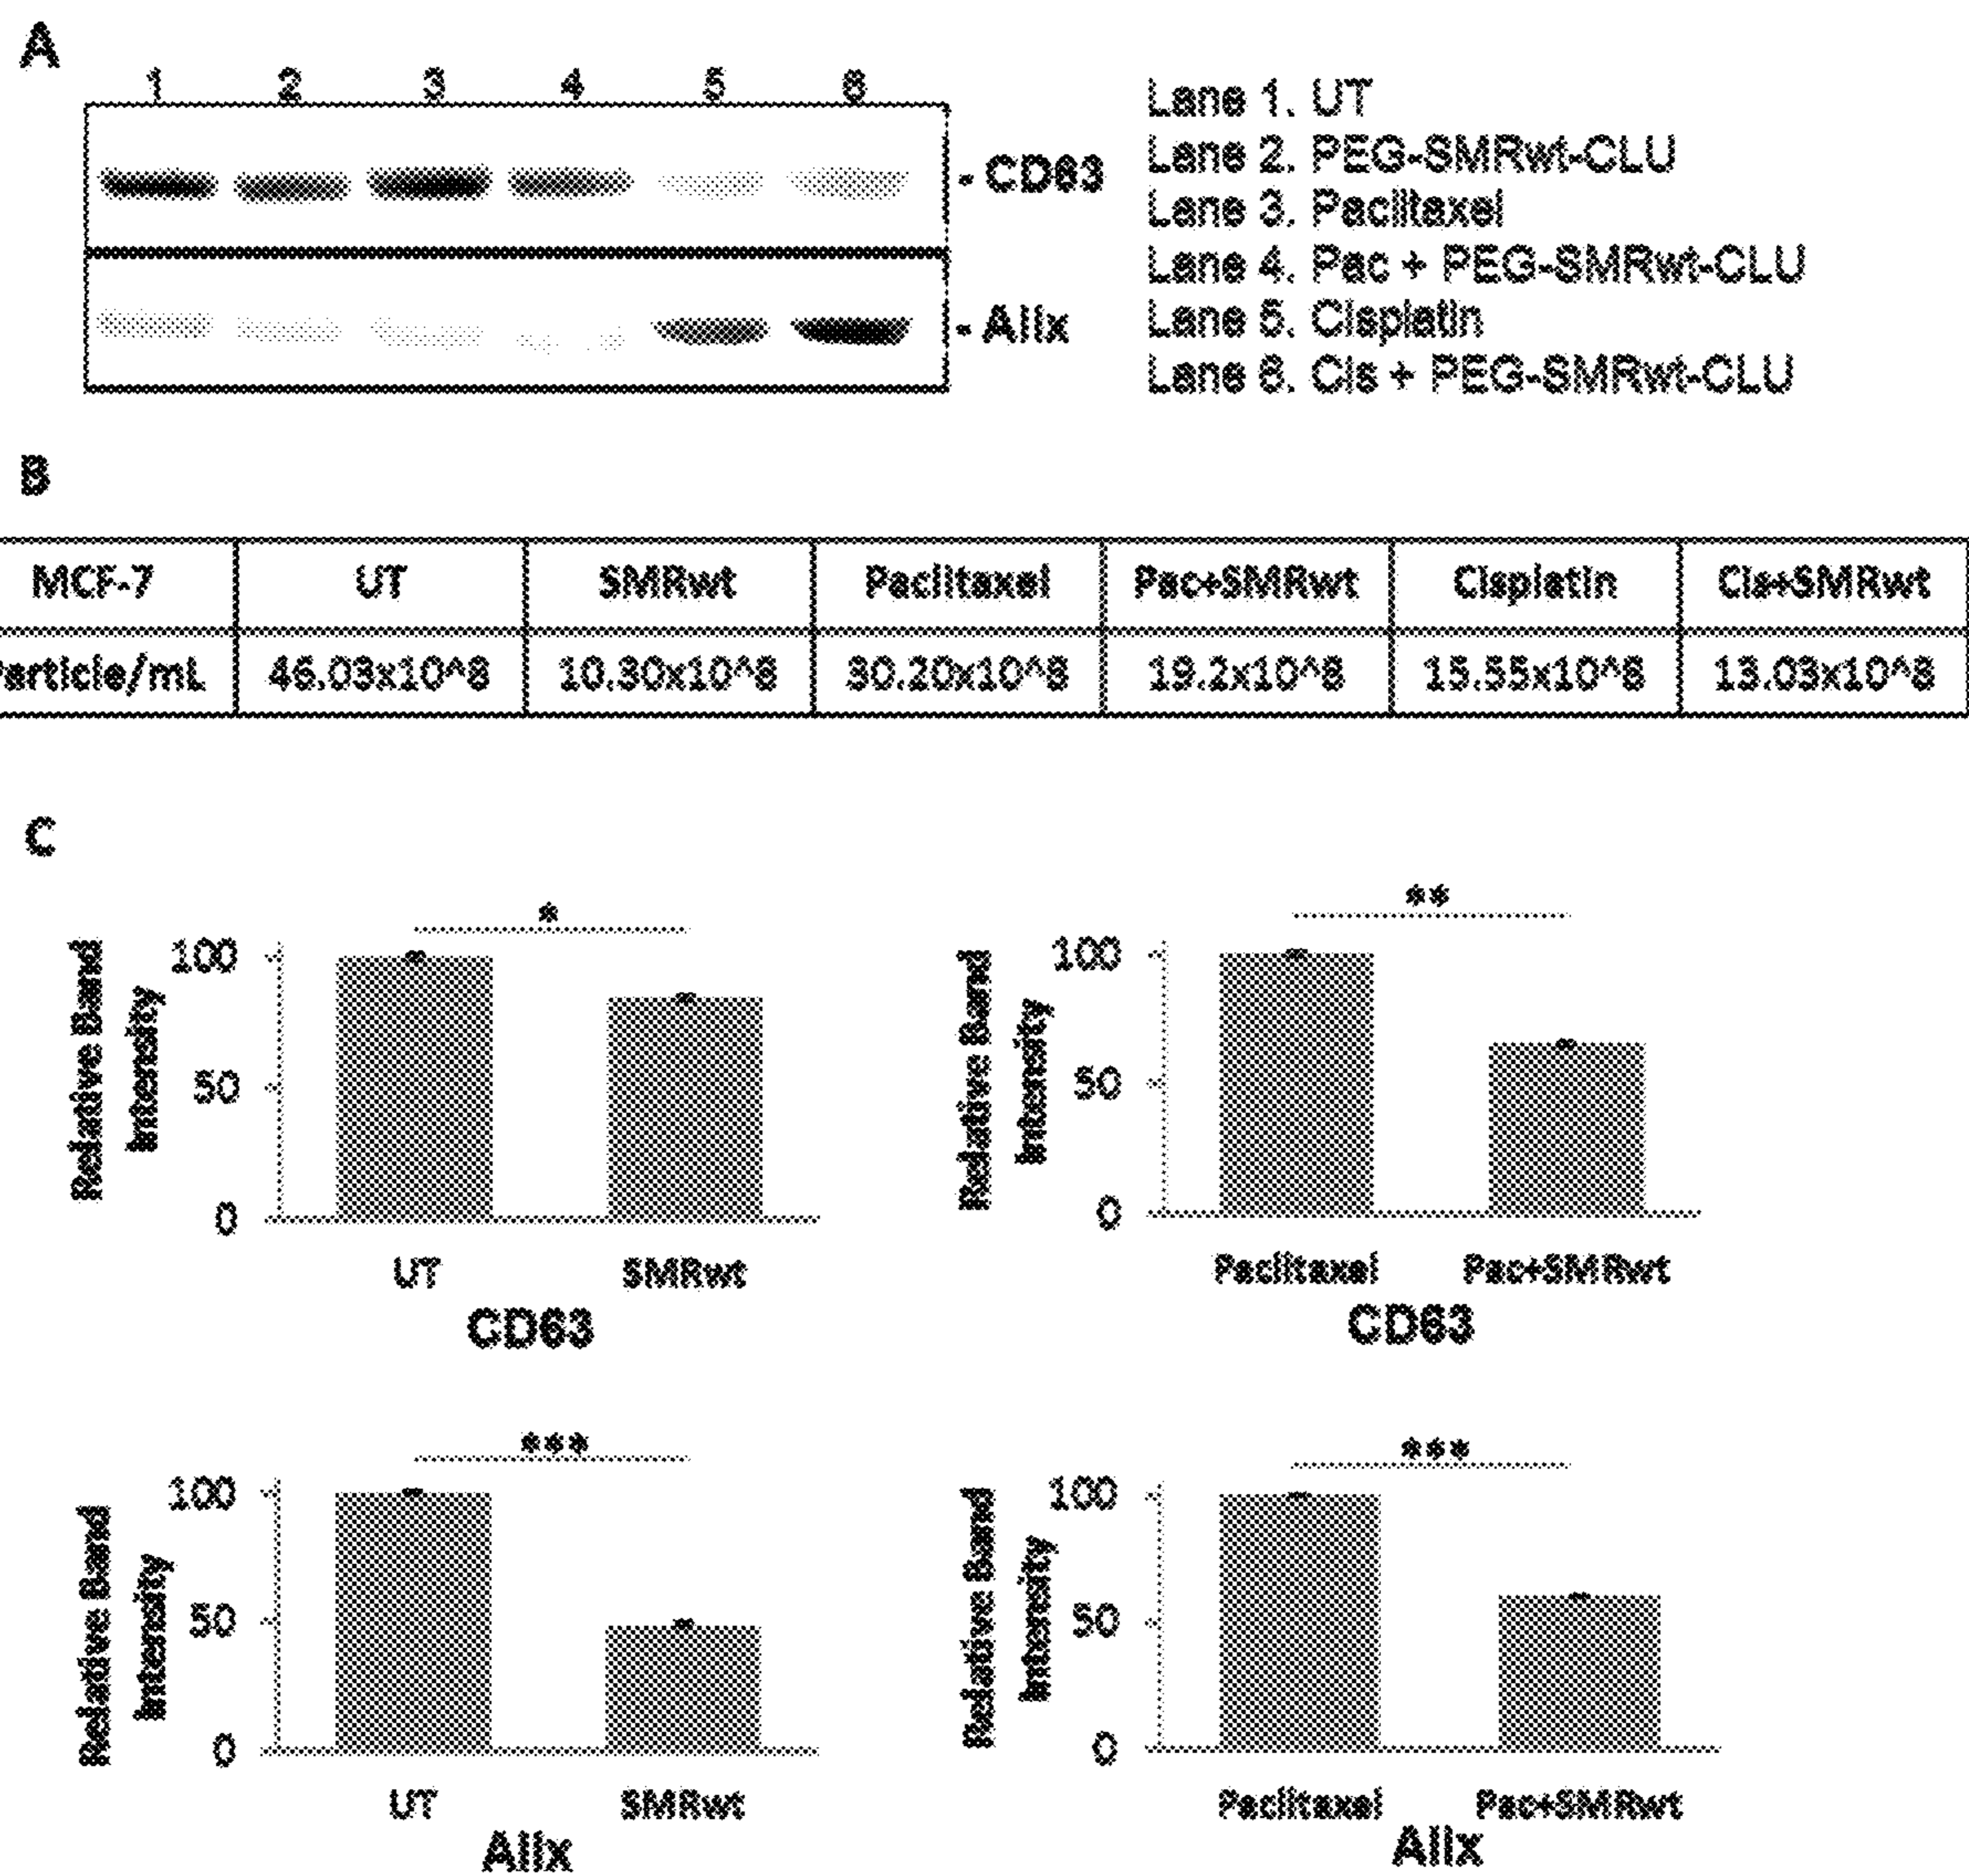 A
1 2 3 4 5 6
- CD63
- Alix
Lane 1. UT
Lane 2. PEG-SMRwt-CLU
Lane 3. Paclitaxel
Lane 4. Pac + PEG-SMRwt-CLU
Lane 5. Cisplatin
Lane 6. Cis + PEG-SMRwt-CLU
B
MCF-7 UT SMRwt Paclitaxel Pac+SMRwt Cisplatin Cis+SMRwt
Particle/mL 46.03x10^8 10.30x10^8 30.20x10^8 19.2x10^8 15.55x10^8 13.03x10^8
C
*
Relative Band
Intensity
100
50
0
UT SMRwt
CD63
**
Relative Band
Intensity
100
50
0
Paclitaxel Pac+SMRwt
CD63
***
Relative Band
Intensity
100
50
0
UT SMRwt
Alix
***
Relative Band
Intensity
100
50
0
Paclitaxel Pac+SMRwt
Alix